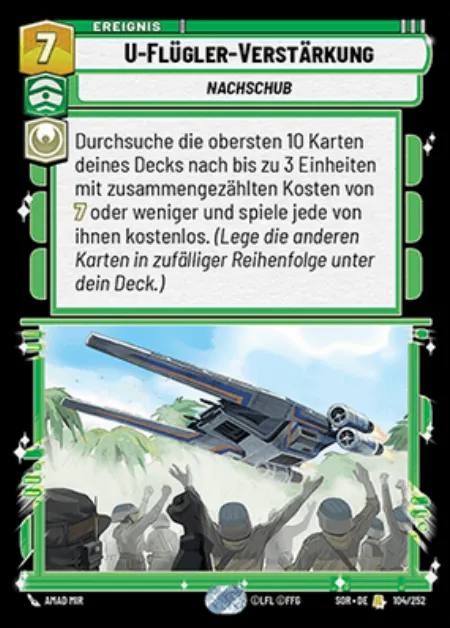 EREIGNIS
7
U-FLÜGLER-VERSTÄRKUNG
NACHSCHUB
Durchsuche die obersten 10 Karten
deines Decks nach bis zu 3 Einheiten
mit zusammengezählten Kosten von
7 oder weniger und spiele jede von
ihnen kostenlos. (Lege die anderen
Karten in zufälliger Reihenfolge unter
dein Deck.)
AMAD MIR
©LFL ©FFG
SOR • DE
R
104/252